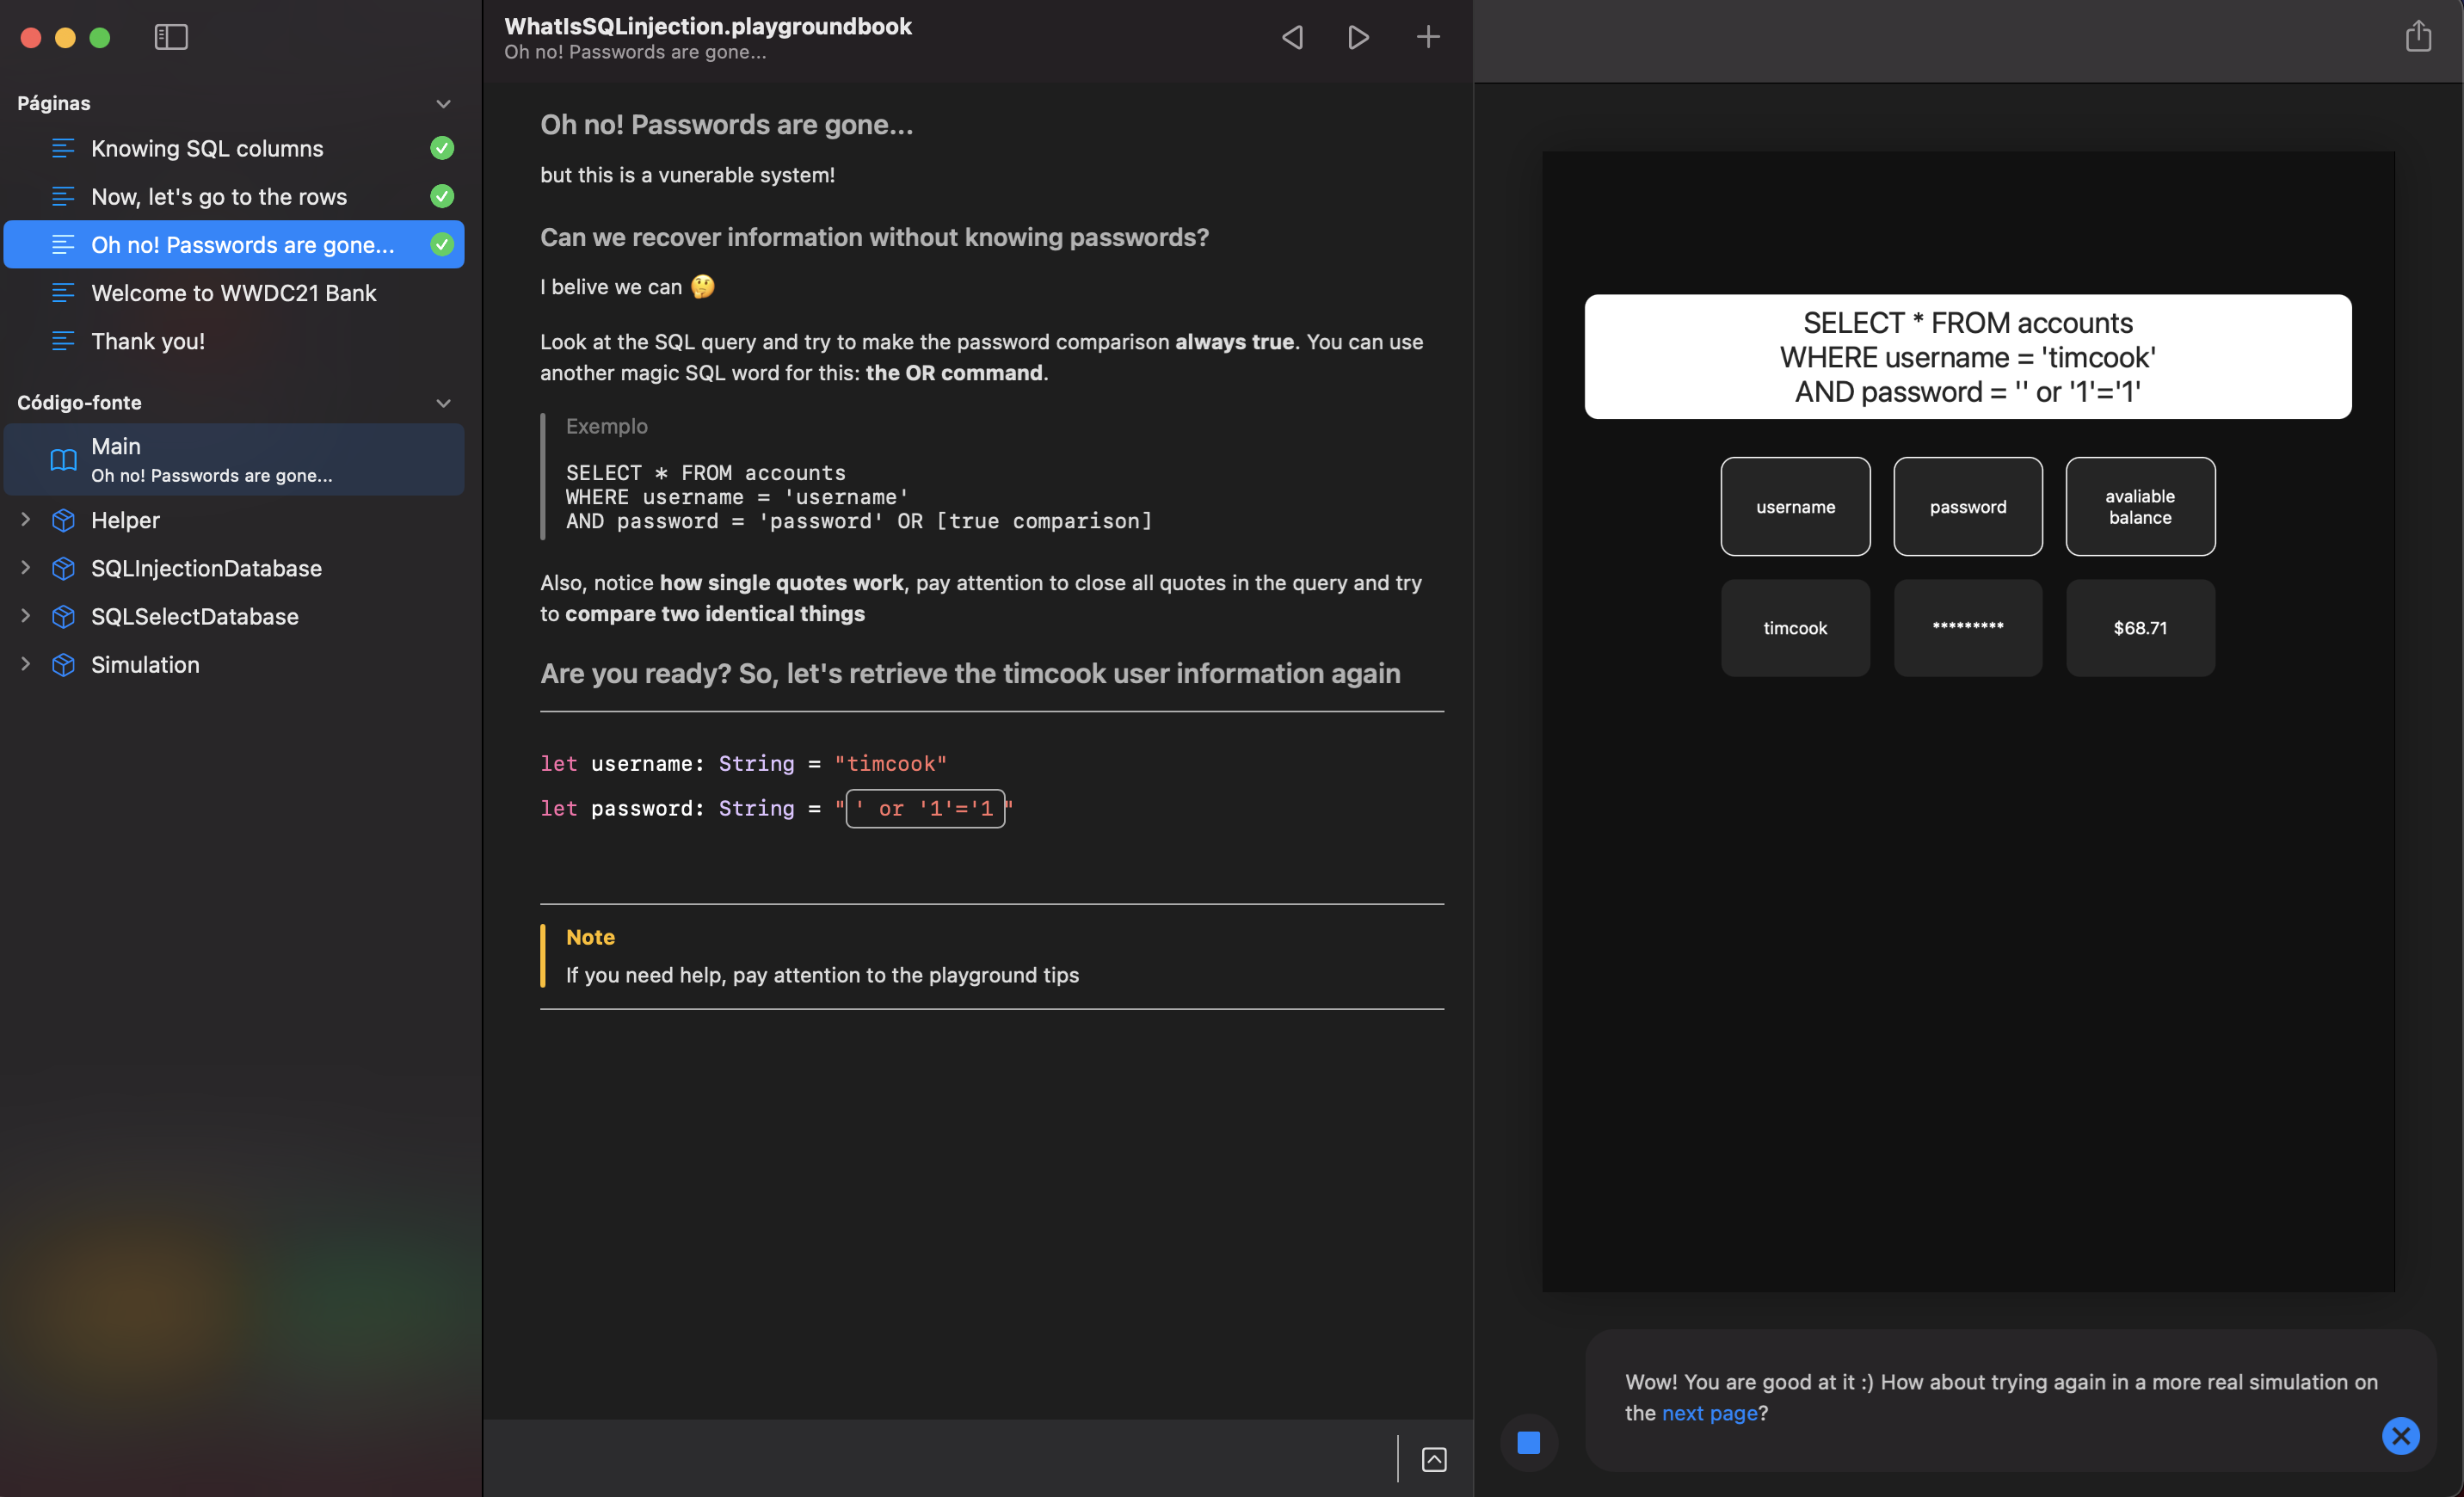 Páginas
Knowing SQL columns
Now, let's go to the rows
Oh no! Passwords are gone...
Welcome to WWDC21 Bank
Thank you!
Código-fonte
Main
Oh no! Passwords are gone...
Helper
SQLInjectionDatabase
SQLSelectDatabase
Simulation
WhatIsSQLinjection.playgroundbook
Oh no! Passwords are gone...
Oh no! Passwords are gone...
but this is a vunerable system!
Can we recover information without knowing passwords?
I belive we can 🤔
Look at the SQL query and try to make the password comparison always true. You can use
another magic SQL word for this: the OR command.
Exemplo
SELECT * FROM accounts
WHERE username = 'username'
AND password = 'password' OR [true comparison]
Also, notice how single quotes work, pay attention to close all quotes in the query and try
to compare two identical things
Are you ready? So, let's retrieve the timcook user information again
let username: String = "timcook"
let password: String = "' or '1'='1"
Note
If you need help, pay attention to the playground tips
SELECT * FROM accounts
WHERE username = 'timcook'
AND password = '' or '1'='1'
username
password
avaliable
balance
timcook
*********
$68.71
Wow! You are good at it :) How about trying again in a more real simulation on
the next page?